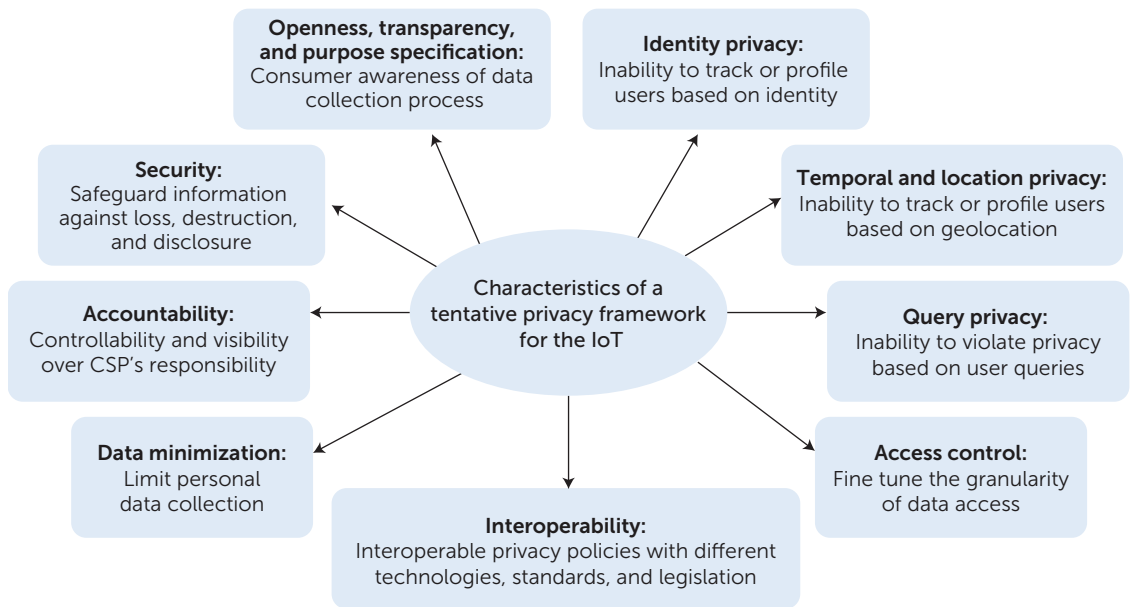 Openness, transparency,
and purpose specification:
Consumer awareness of data
collection process
Identity privacy:
Inability to track or profile
users based on identity
Security:
Safeguard information
against loss, destruction,
and disclosure
Temporal and location privacy:
Inability to track or profile users
based on geolocation
Characteristics of a
tentative privacy framework
for the IoT
Accountability:
Controllability and visibility
over CSP’s responsibility
Query privacy:
Inability to violate privacy
based on user queries
Data minimization:
Limit personal
data collection
Access control:
Fine tune the granularity
of data access
Interoperability:
Interoperable privacy policies with different
technologies, standards, and legislation